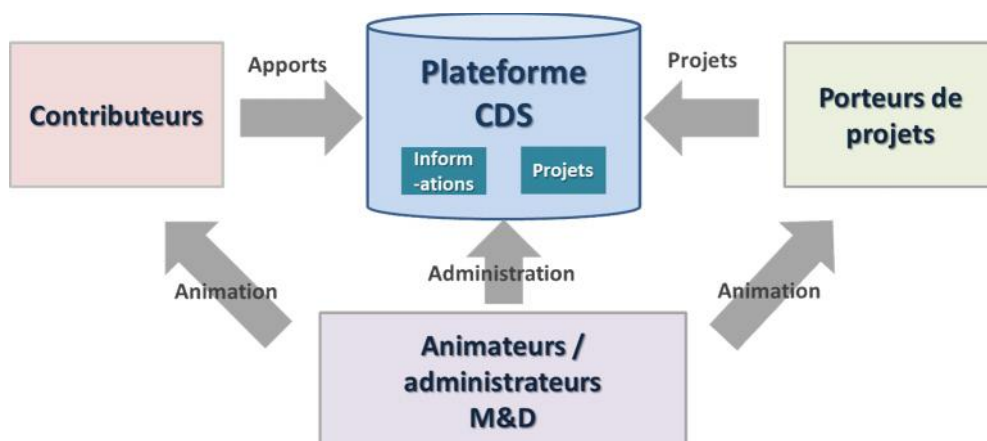 Contributeurs
Apports
Plateforme
CDS
Inform
-ations
Projets
Projets
Porteurs de
projets
Animation
Administration
Animation
Animateurs /
administrateurs
M&D